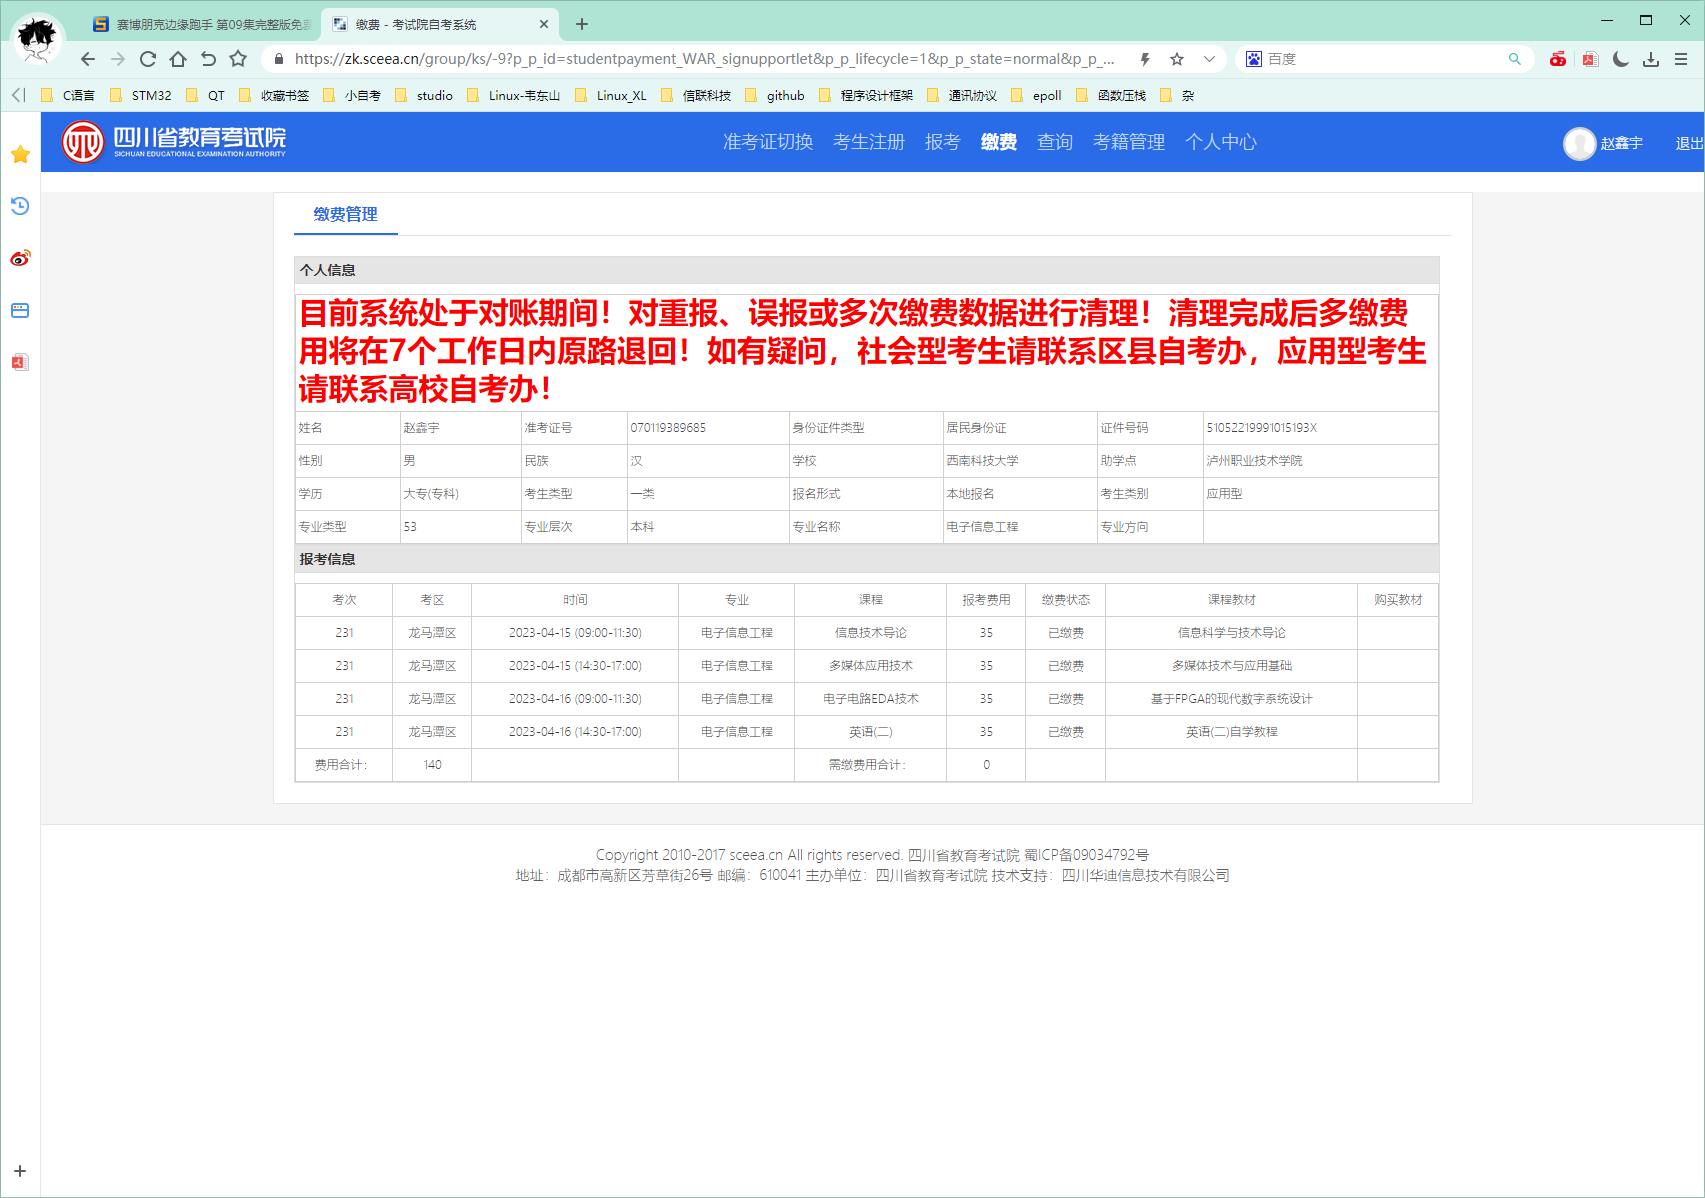 赛博朋克边缘跑手 第09集完整版免
缴费 - 考试院自考系统
https://zk.sceea.cn/group/ks/-9?p_p_id=studentpayment_WAR_signupportlet&p_p_lifecycle=1&p_p_state=normal&p_p_...
百度
C语言 STM32 QT 收藏书签 小自考 studio Linux-韦东山 Linux_XL 信联科技 github 程序设计框架 通讯协议 epoll 函数压栈 杂
四川省教育考试院
SICHUAN EDUCATIONAL EXAMINATION AUTHORITY
准考证切换 考生注册 报考 缴费 查询 考籍管理 个人中心
赵鑫宇 退出
缴费管理
个人信息
目前系统处于对账期间！对重报、误报或多次缴费数据进行清理！清理完成后多缴费
用将在7个工作日内原路退回！如有疑问，社会型考生请联系区县自考办，应用型考生
请联系高校自考办！
姓名 赵鑫宇 准考证号 070119389685 身份证件类型 居民身份证 证件号码 51052219991015193X
性别 男 民族 汉 学校 西南科技大学 助学点 泸州职业技术学院
学历 大专(专科) 考生类型 一类 报名形式 本地报名 考生类别 应用型
专业类型 53 专业层次 本科 专业名称 电子信息工程 专业方向
报考信息
考次 考区 时间 专业 课程 报考费用 缴费状态 课程教材 购买教材
231 龙马潭区 2023-04-15 (09:00-11:30) 电子信息工程 信息技术导论 35 已缴费 信息科学与技术导论
231 龙马潭区 2023-04-15 (14:30-17:00) 电子信息工程 多媒体应用技术 35 已缴费 多媒体技术与应用基础
231 龙马潭区 2023-04-16 (09:00-11:30) 电子信息工程 电子电路EDA技术 35 已缴费 基于FPGA的现代数字系统设计
231 龙马潭区 2023-04-16 (14:30-17:00) 电子信息工程 英语(二) 35 已缴费 英语(二)自学教程
费用合计： 140 需缴费用合计： 0
Copyright 2010-2017 sceea.cn All rights reserved. 四川省教育考试院 蜀ICP备09034792号
地址：成都市高新区芳草街26号 邮编：610041 主办单位：四川省教育考试院 技术支持：四川华迪信息技术有限公司